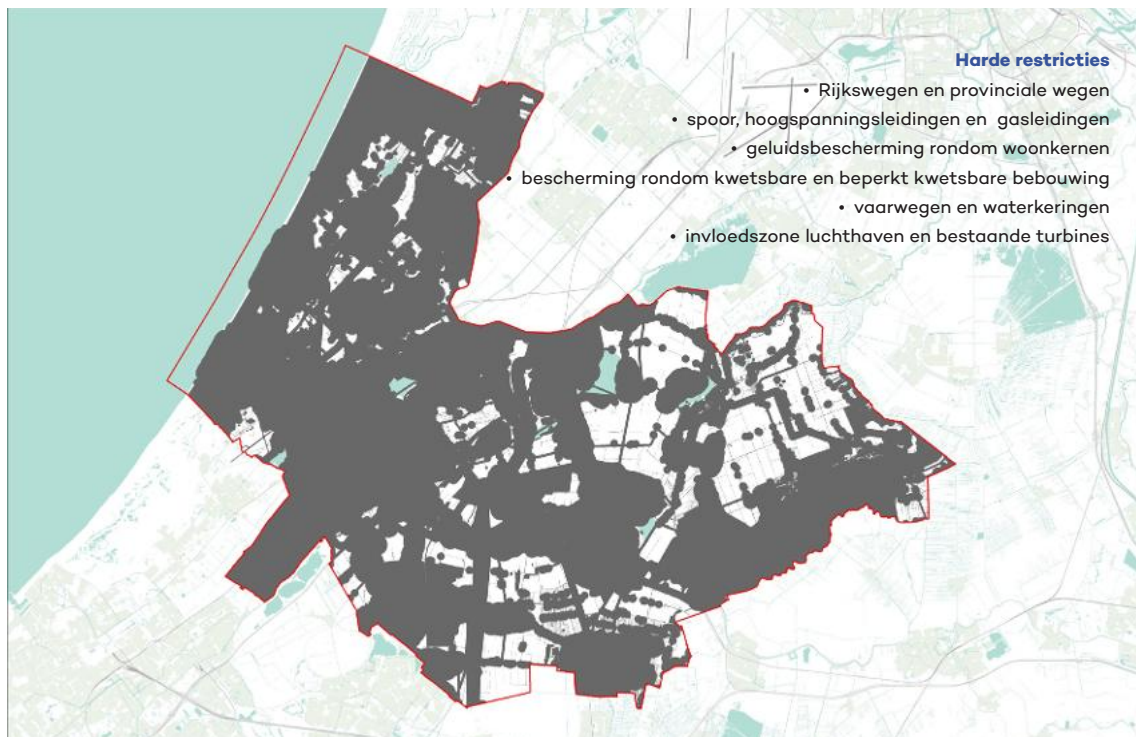 Harde restricties
• Rijkswegen en provinciale wegen
• spoor, hoogspanningsleidingen en gasleidingen
• geluidsbescherming rondom woonkernen
• bescherming rondom kwetsbare en beperkt kwetsbare bebouwing
• vaarwegen en waterkeringen
• invloedszone luchthaven en bestaande turbines